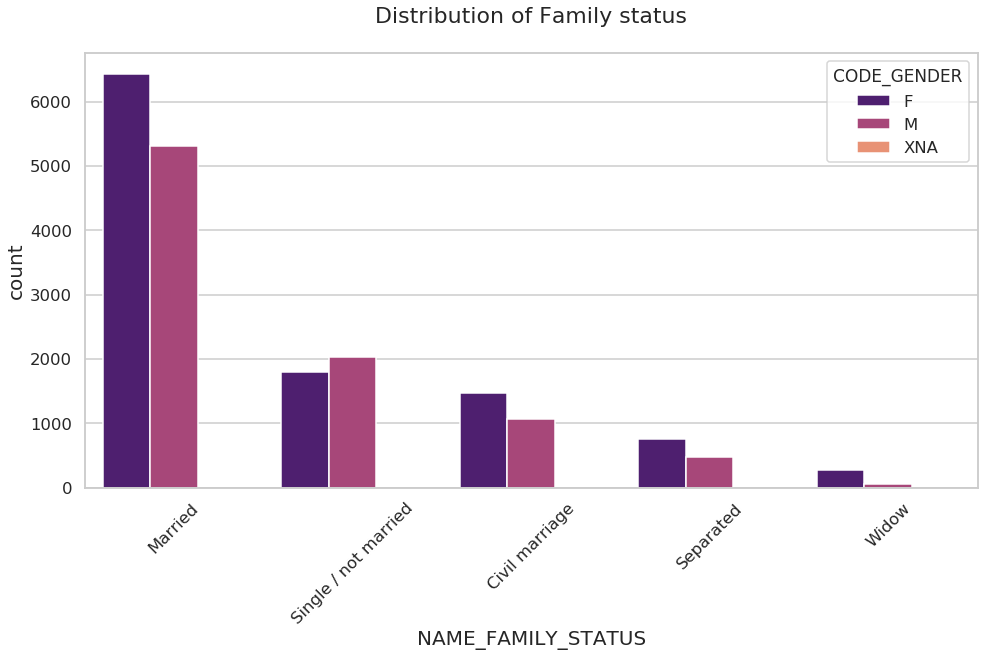 Distribution of Family status
CODE_GENDER
F
M
XNA
count
6000
5000
4000
3000
2000
1000
0
Married
Single / not married
Civil marriage
Separated
Widow
NAME_FAMILY_STATUS